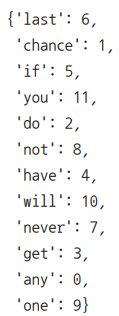 {'last': 6,
'chance': 1,
'if': 5,
'you': 11,
'do': 2,
'not': 8,
'have': 4,
'will': 10,
'never': 7,
'get': 3,
'any': 0,
'one': 9}